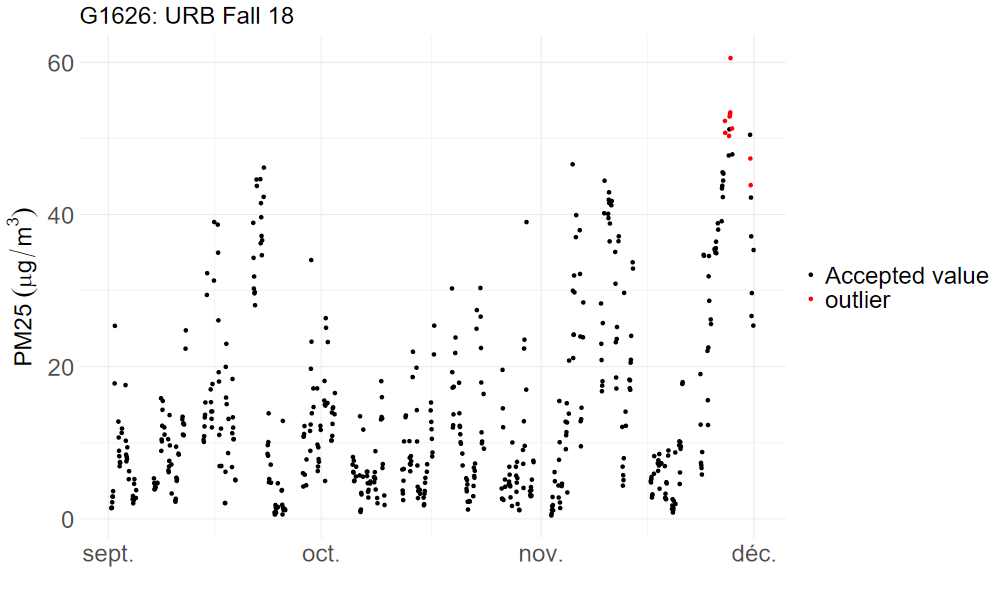 G1626: URB Fall 18
PM25 (μg/m³)
60
40
20
0
sept.
oct.
nov.
déc.
Accepted value
outlier